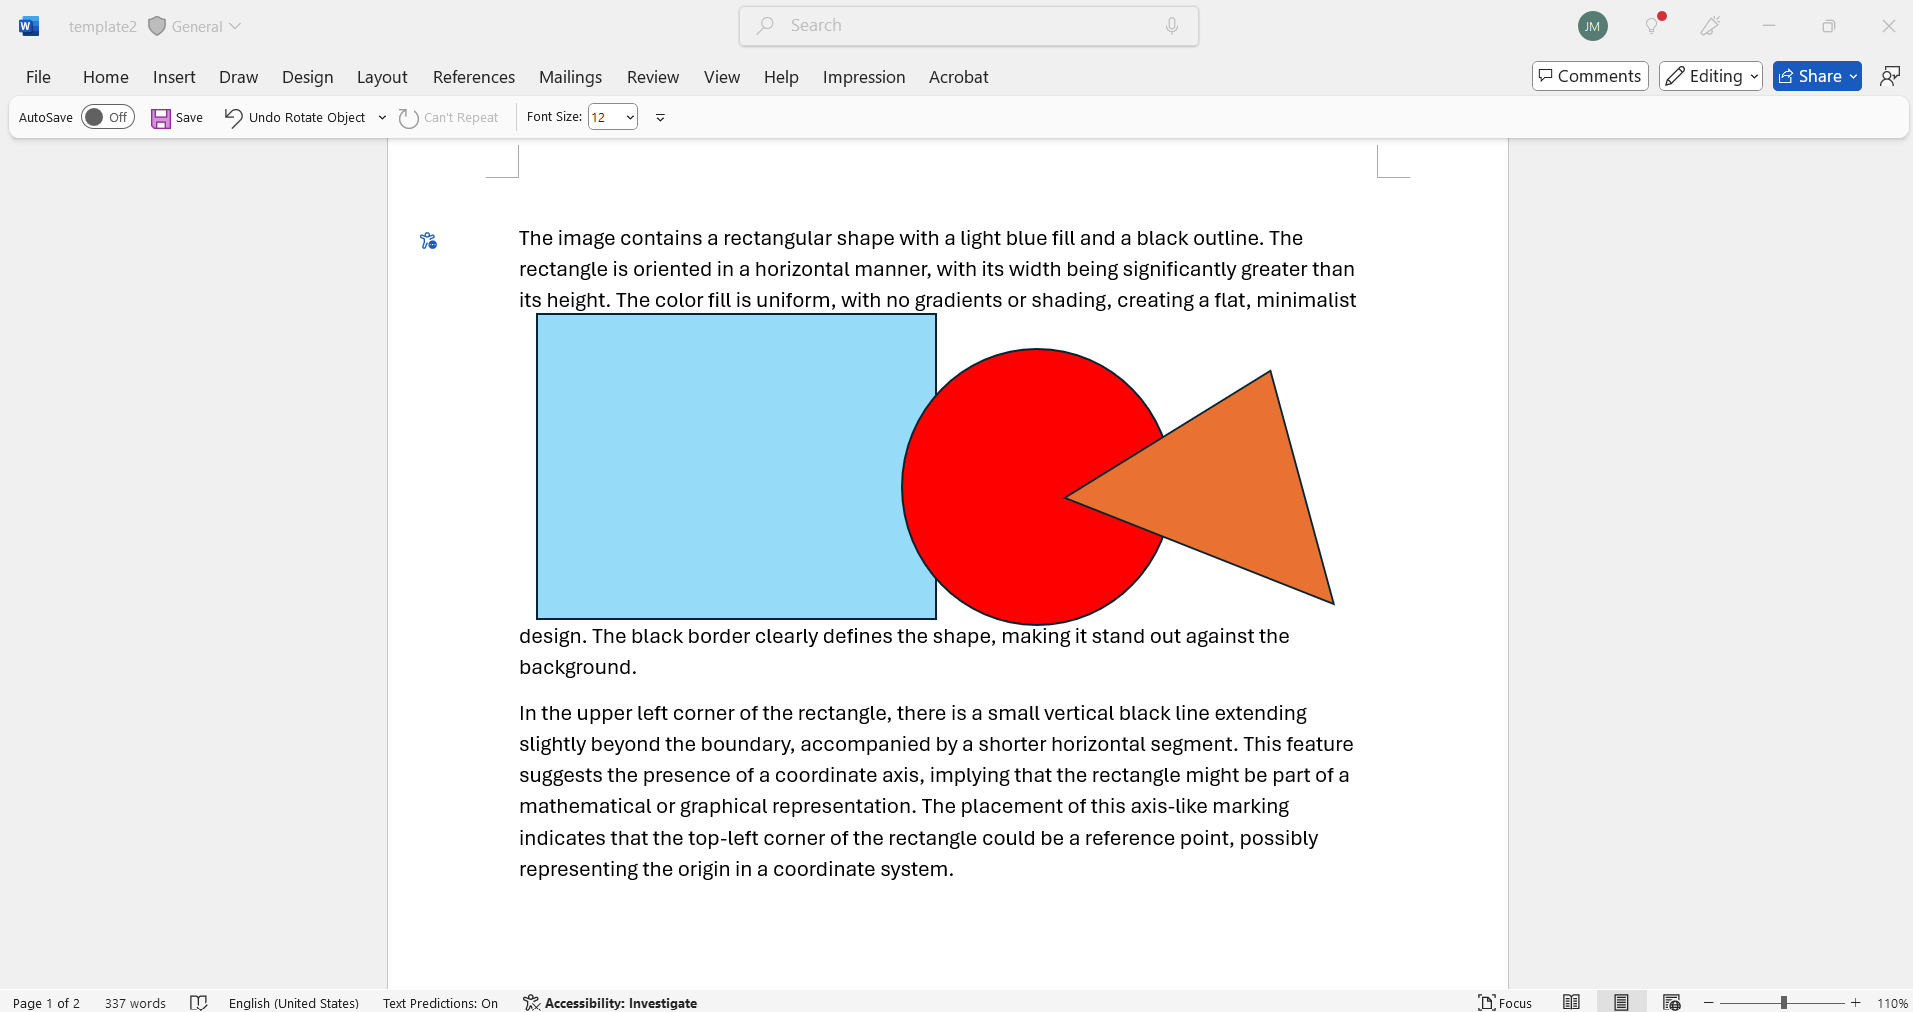 template2 General
Search
JM
File Home Insert Draw Design Layout References Mailings Review View Help Impression Acrobat
Comments Editing Share
AutoSave Off Save Undo Rotate Object Can't Repeat Font Size: 12
The image contains a rectangular shape with a light blue fill and a black outline. The
rectangle is oriented in a horizontal manner, with its width being significantly greater than
its height. The color fill is uniform, with no gradients or shading, creating a flat, minimalist
design. The black border clearly defines the shape, making it stand out against the
background.
In the upper left corner of the rectangle, there is a small vertical black line extending
slightly beyond the boundary, accompanied by a shorter horizontal segment. This feature
suggests the presence of a coordinate axis, implying that the rectangle might be part of a
mathematical or graphical representation. The placement of this axis-like marking
indicates that the top-left corner of the rectangle could be a reference point, possibly
representing the origin in a coordinate system.
Page 1 of 2 337 words English (United States) Text Predictions: On Accessibility: Investigate Focus 110%